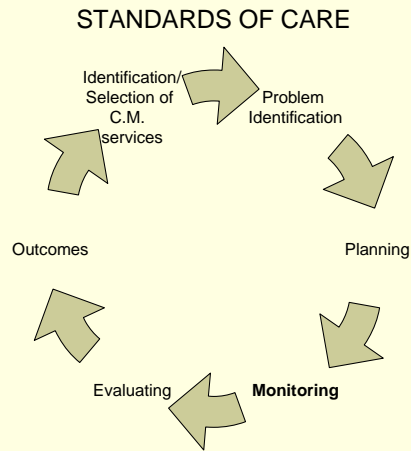 STANDARDS OF CARE
Identification/
Selection of
C.M.
services
Problem
Identification
Planning
Monitoring
Evaluating
Outcomes